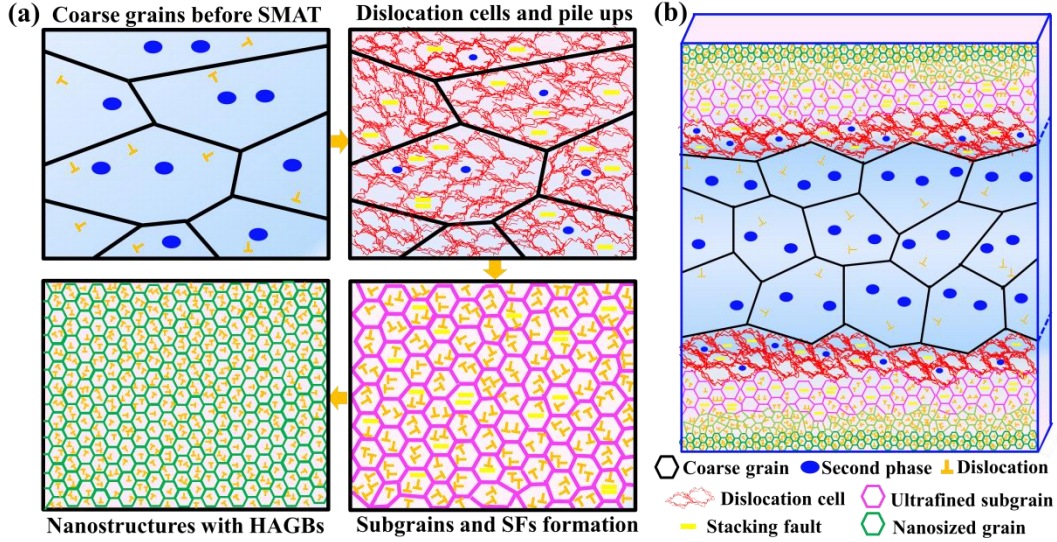 (a)
Coarse grains before SMAT
Dislocation cells and pile ups
Nanostructures with HAGBs
Subgrains and SFs formation
(b)
Coarse grain
Second phase
Dislocation
Dislocation cell
Ultrafined subgrain
Stacking fault
Nanosized grain